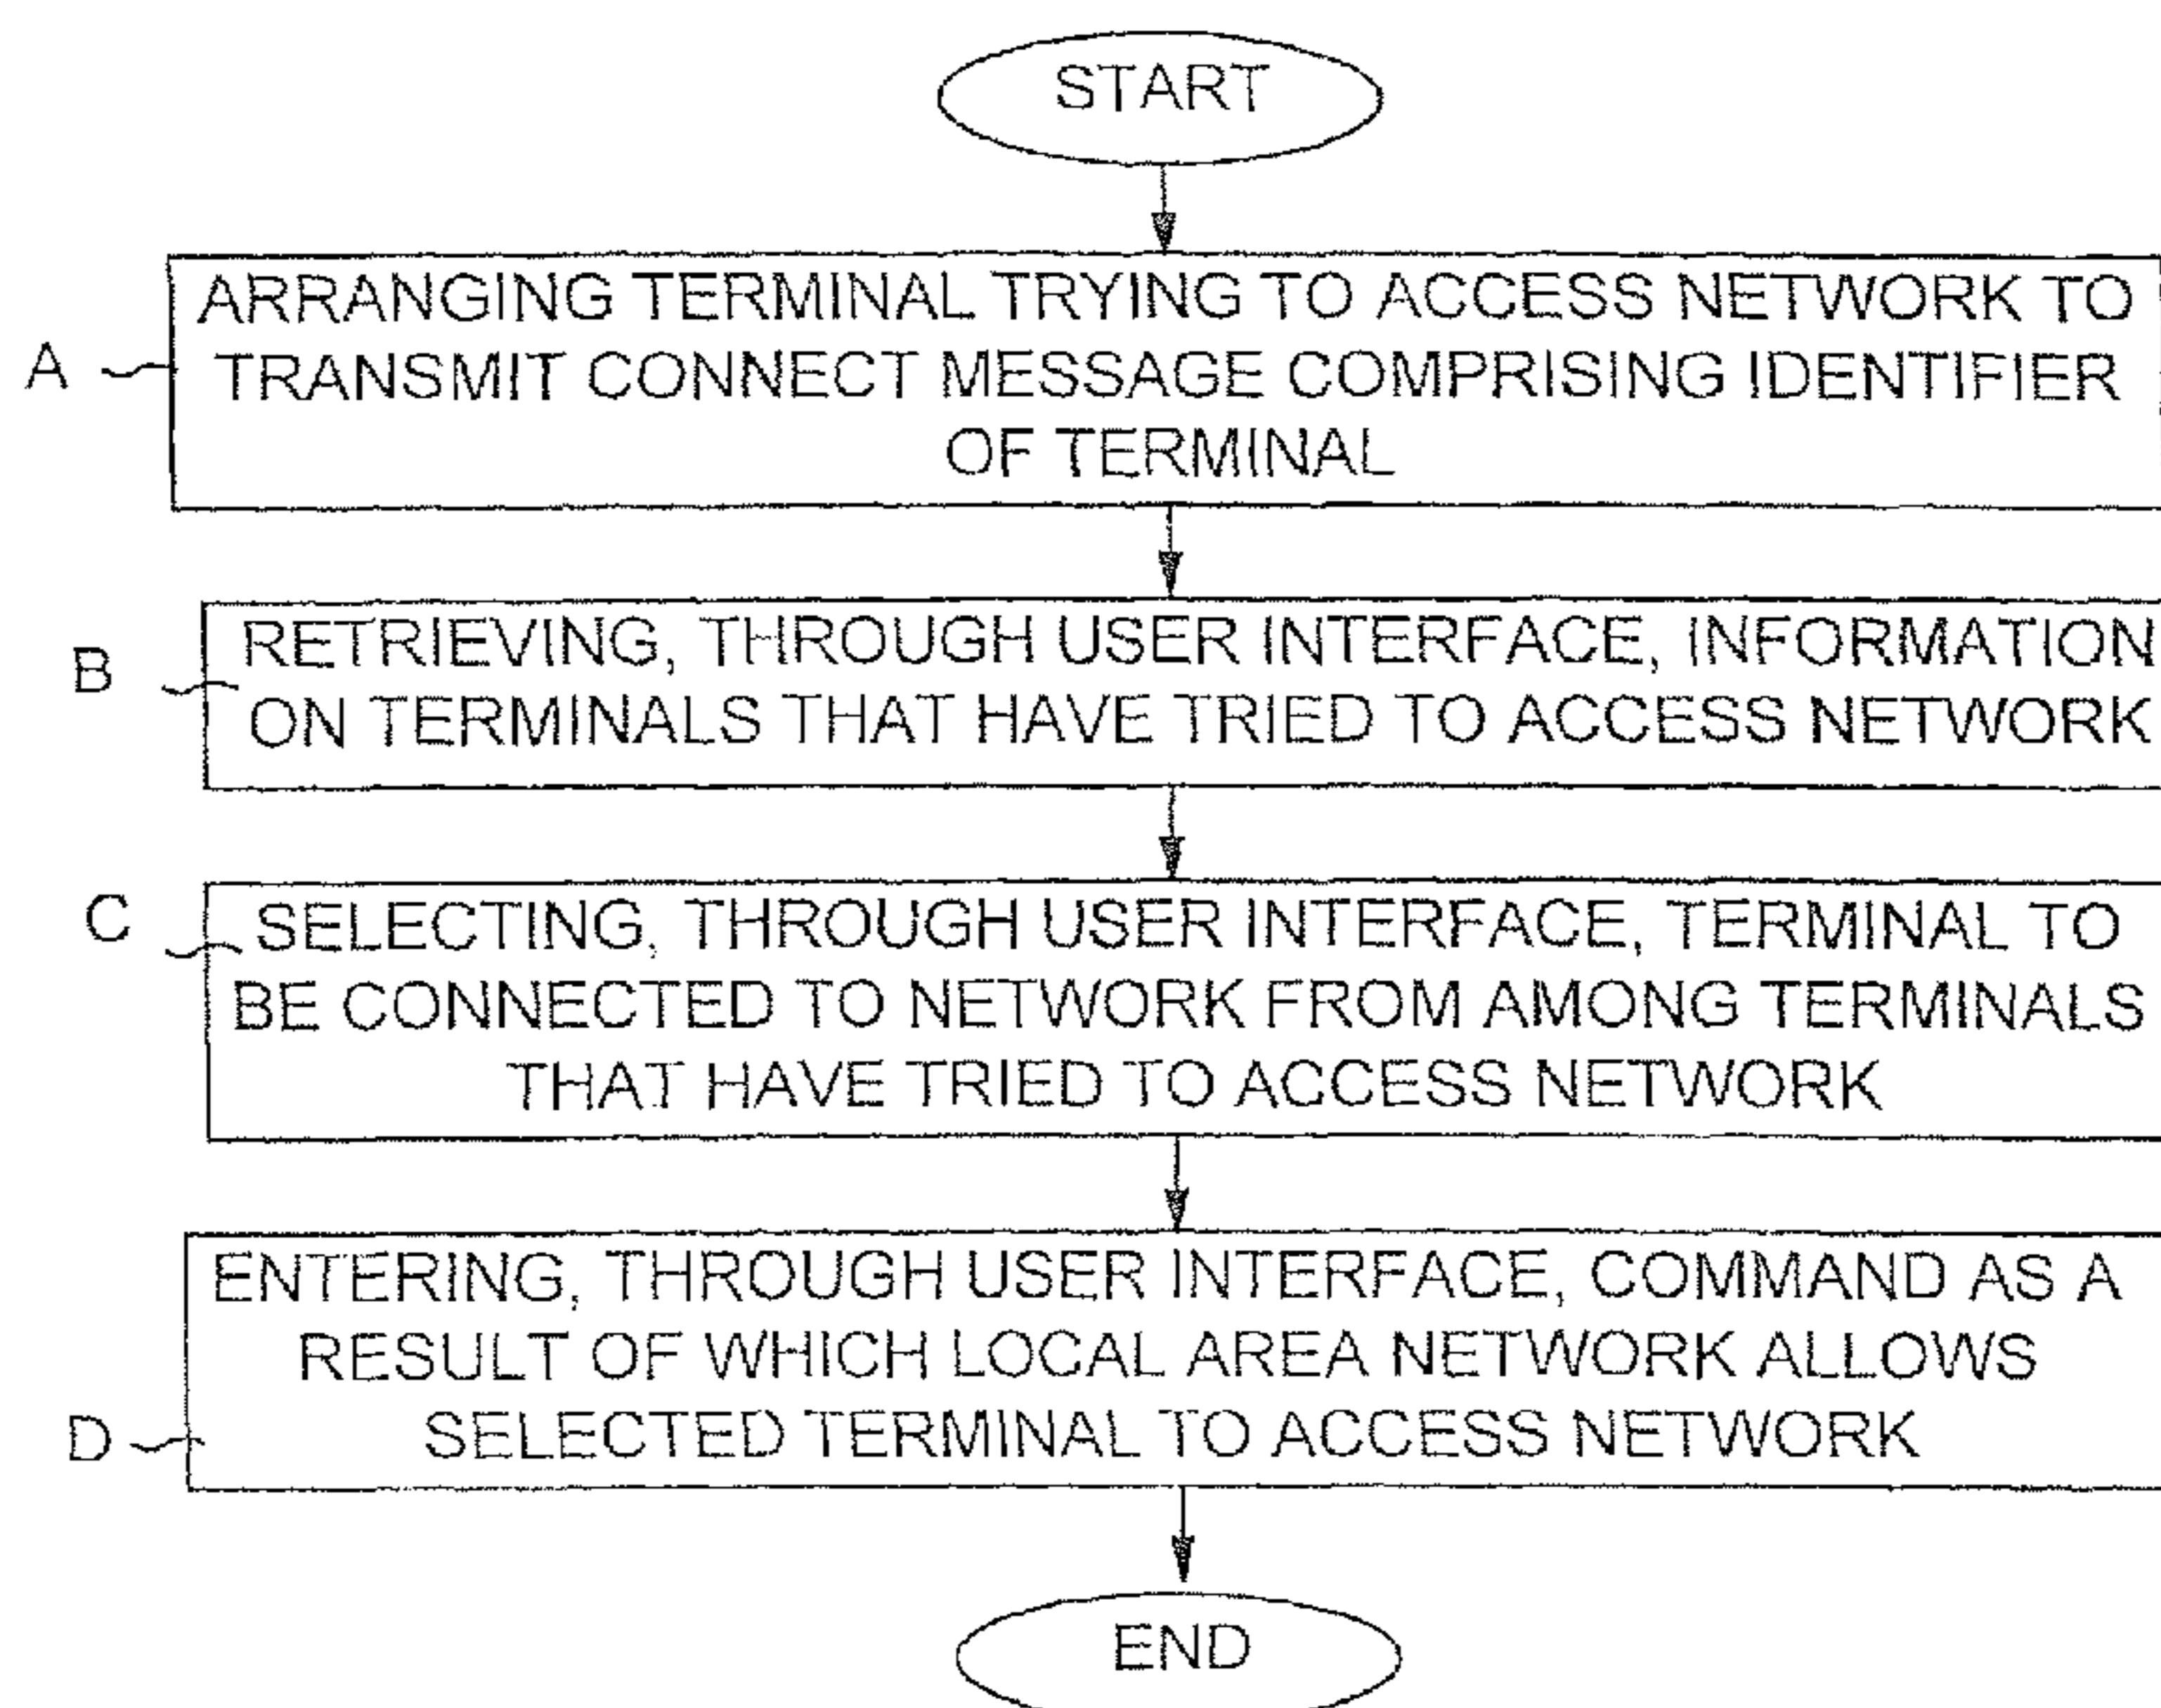 START
A
ARRANGING TERMINAL TRYING TO ACCESS NETWORK TO
TRANSMIT CONNECT MESSAGE COMPRISING IDENTIFIER
OF TERMINAL
B
RETRIEVING, THROUGH USER INTERFACE, INFORMATION
ON TERMINALS THAT HAVE TRIED TO ACCESS NETWORK
C
SELECTING, THROUGH USER INTERFACE, TERMINAL TO
BE CONNECTED TO NETWORK FROM AMONG TERMINALS
THAT HAVE TRIED TO ACCESS NETWORK
ENTERING, THROUGH USER INTERFACE, COMMAND AS A
RESULT OF WHICH LOCAL AREA NETWORK ALLOWS
D
SELECTED TERMINAL TO ACCESS NETWORK
END